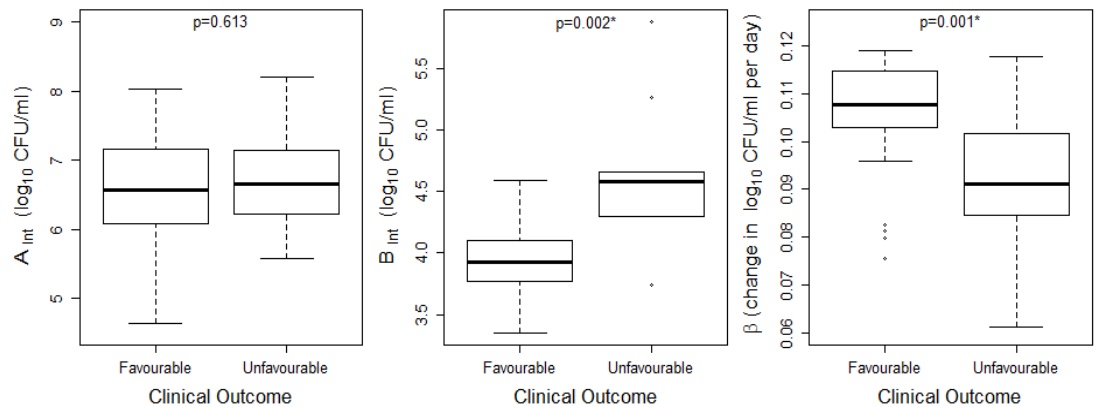 p=0.613
A Int (log10 CFU/ml)
9
8
7
6
5
Favourable Unfavourable
Clinical Outcome
p=0.002*
B Int (log10 CFU/ml)
5.5
5.0
4.5
4.0
3.5
Favourable Unfavourable
Clinical Outcome
p=0.001*
β (change in log10 CFU/ml per day)
0.12
0.11
0.10
0.09
0.08
0.07
0.06
Favourable Unfavourable
Clinical Outcome